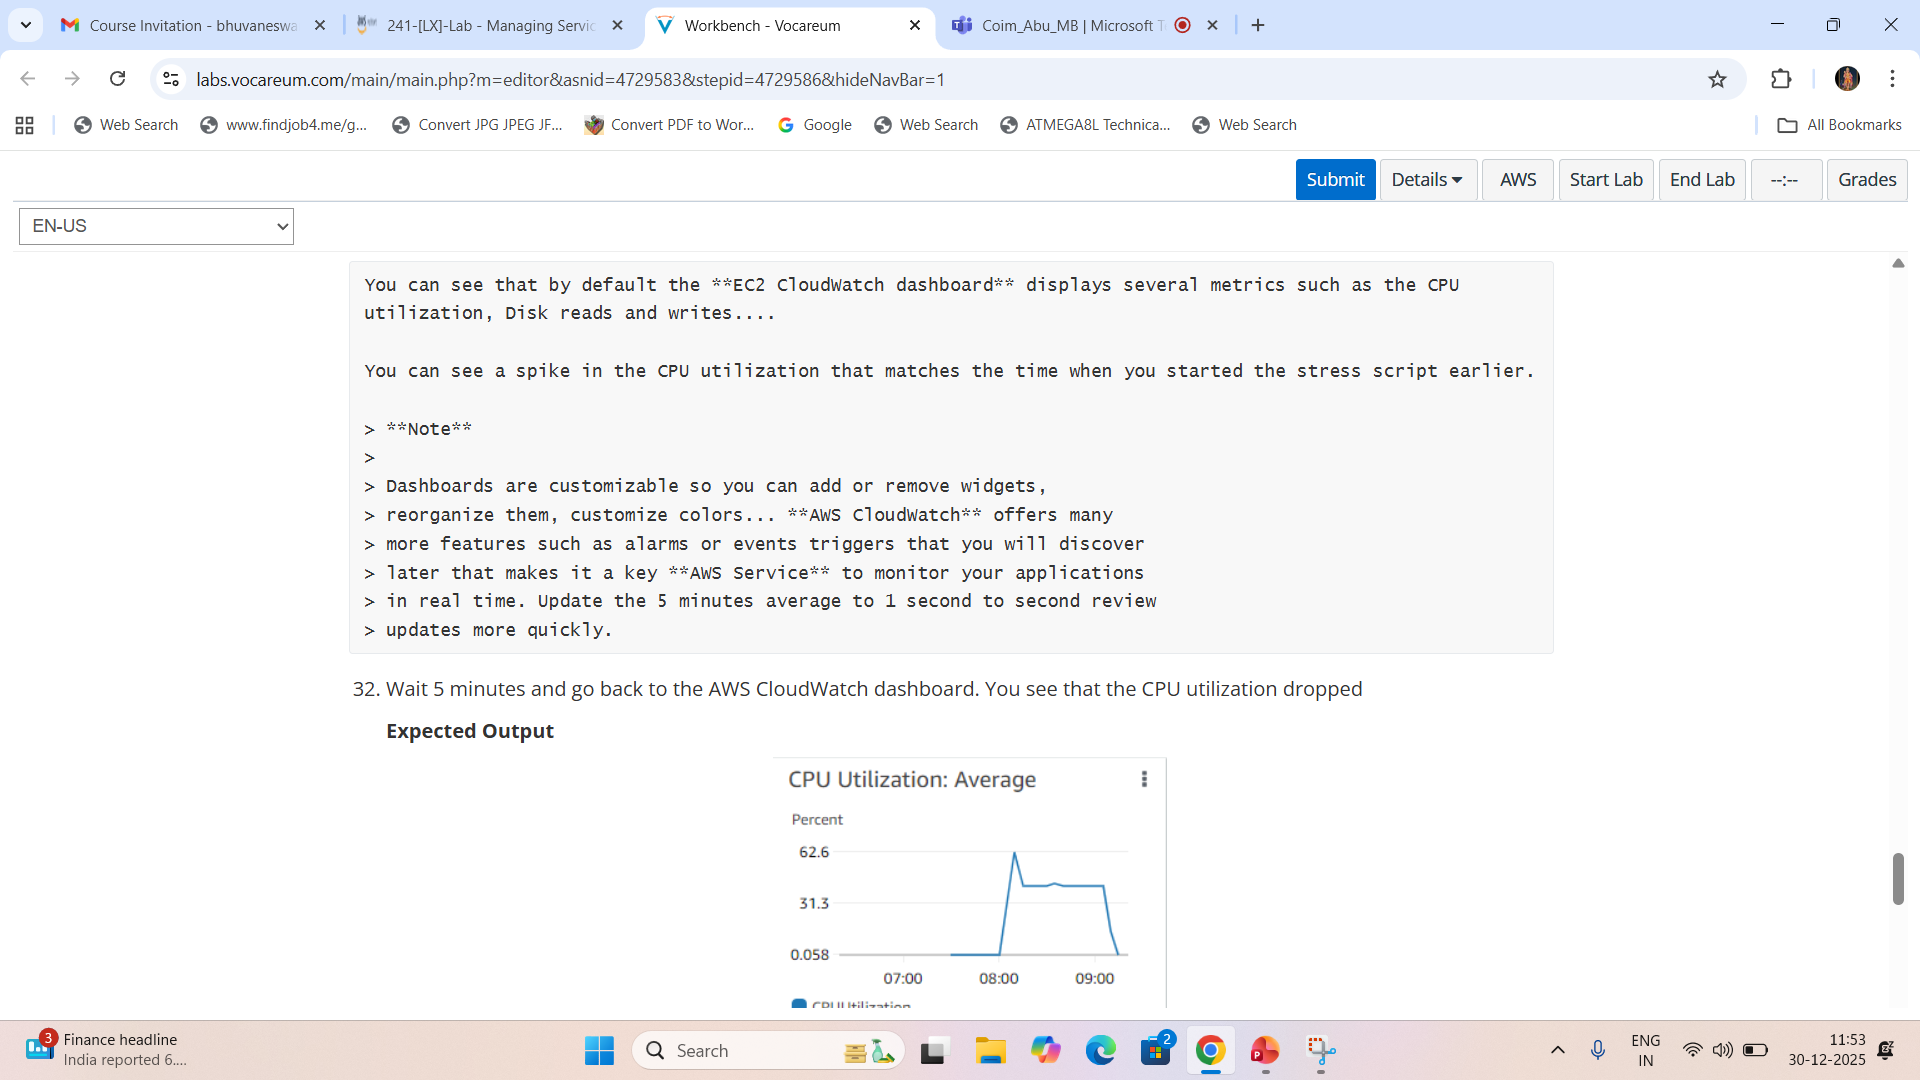 Course Invitation - bhuvaneswa
241-[LX]-Lab - Managing Servic
Workbench - Vocareum
Coim_Abu_MB | Microsoft T
labs.vocareum.com/main/main.php?m=editor&asnid=4729583&stepid=4729586&hideNavBar=1
Web Search
www.findjob4.me/g...
Convert JPG JPEG JF...
Convert PDF to Wor...
Google
Web Search
ATMEGA8L Technica...
Web Search
All Bookmarks
Submit
Details
AWS
Start Lab
End Lab
--:--
Grades
EN-US
You can see that by default the **EC2 CloudWatch dashboard** displays several metrics such as the CPU
utilization, Disk reads and writes....
You can see a spike in the CPU utilization that matches the time when you started the stress script earlier.
> **Note**
>
> Dashboards are customizable so you can add or remove widgets,
> reorganize them, customize colors... **AWS CloudWatch** offers many
> more features such as alarms or events triggers that you will discover
> later that makes it a key **AWS Service** to monitor your applications
> in real time. Update the 5 minutes average to 1 second to second review
> updates more quickly.
32. Wait 5 minutes and go back to the AWS CloudWatch dashboard. You see that the CPU utilization dropped
Expected Output
CPU Utilization: Average
Percent
62.6
31.3
0.058
07:00 08:00 09:00
CPUUtilization
3
Finance headline
India reported 6....
Search
2
ENG
IN
11:53
30-12-2025